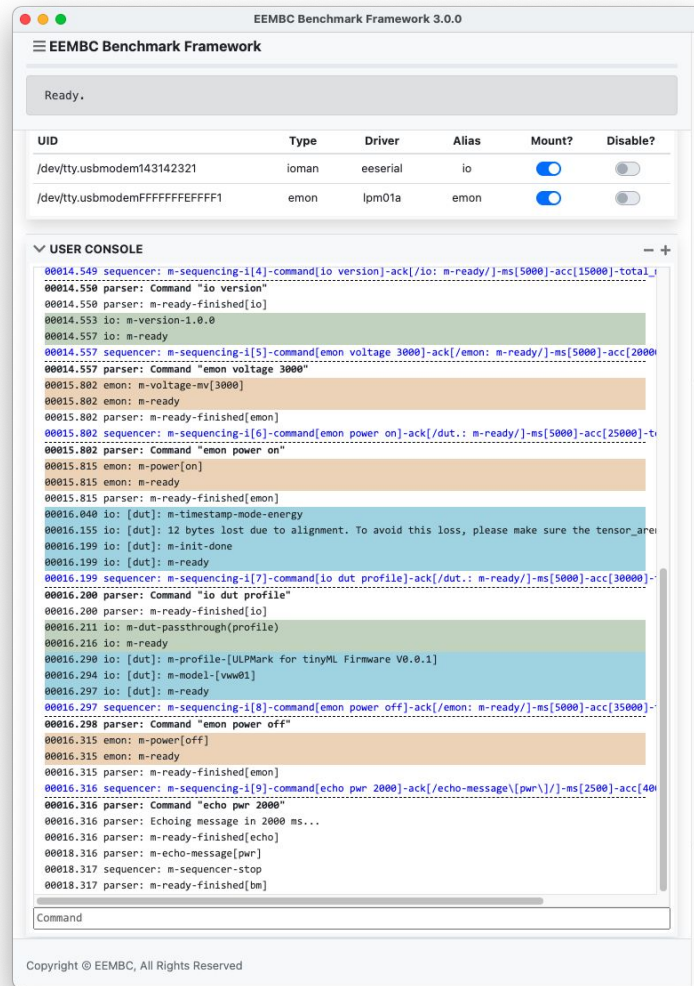 EEMBC Benchmark Framework 3.0.0
EEMBC Benchmark Framework
Ready.
UID Type Driver Alias Mount? Disable?
/dev/tty.usbmodem143142321 ioman eeserial io
/dev/tty.usbmodemFFFFFFFEFFFF1 emon lpm01a emon
USER CONSOLE
00014.549 sequencer: m-sequencing-i[4]-command[io version]-ack[/io: m-ready/]-ms[5000]-acc[15000]-total_
00014.550 parser: Command "io version"
00014.550 parser: m-ready-finished[io]
00014.553 io: m-version-1.0.0
00014.557 io: m-ready
00014.557 sequencer: m-sequencing-i[5]-command[emon voltage 3000]-ack[/emon: m-ready/]-ms[5000]-acc[2000
00014.557 parser: Command "emon voltage 3000"
00015.802 emon: m-voltage-mv[3000]
00015.802 emon: m-ready
00015.802 parser: m-ready-finished[emon]
00015.802 sequencer: m-sequencing-i[6]-command[emon power on]-ack[/dut.: m-ready/]-ms[5000]-acc[25000]-t
00015.802 parser: Command "emon power on"
00015.815 emon: m-power[on]
00015.815 emon: m-ready
00015.815 parser: m-ready-finished[emon]
00016.040 io: [dut]: m-timestamp-mode-energy
00016.155 io: [dut]: 12 bytes lost due to alignment. To avoid this loss, please make sure the tensor_are
00016.199 io: [dut]: m-init-done
00016.199 io: [dut]: m-ready
00016.199 sequencer: m-sequencing-i[7]-command[io dut profile]-ack[/dut.: m-ready/]-ms[5000]-acc[30000]-
00016.200 parser: Command "io dut profile"
00016.200 parser: m-ready-finished[io]
00016.211 io: m-dut-passthrough(profile)
00016.216 io: m-ready
00016.290 io: [dut]: m-profile-[ULPMark for tinyML Firmware V0.0.1]
00016.294 io: [dut]: m-model-[vww01]
00016.297 io: [dut]: m-ready
00016.297 sequencer: m-sequencing-i[8]-command[emon power off]-ack[/emon: m-ready/]-ms[5000]-acc[35000]-
00016.298 parser: Command "emon power off"
00016.315 emon: m-power[off]
00016.315 emon: m-ready
00016.315 parser: m-ready-finished[emon]
00016.316 sequencer: m-sequencing-i[9]-command[echo pwr 2000]-ack[/echo-message\[pwr\]/]-ms[2500]-acc[40
00016.316 parser: Command "echo pwr 2000"
00016.316 parser: Echoing message in 2000 ms...
00016.316 parser: m-ready-finished[echo]
00018.316 parser: m-echo-message[pwr]
00018.317 sequencer: m-sequencer-stop
00018.317 parser: m-ready-finished[bm]
Command
Copyright © EEMBC, All Rights Reserved